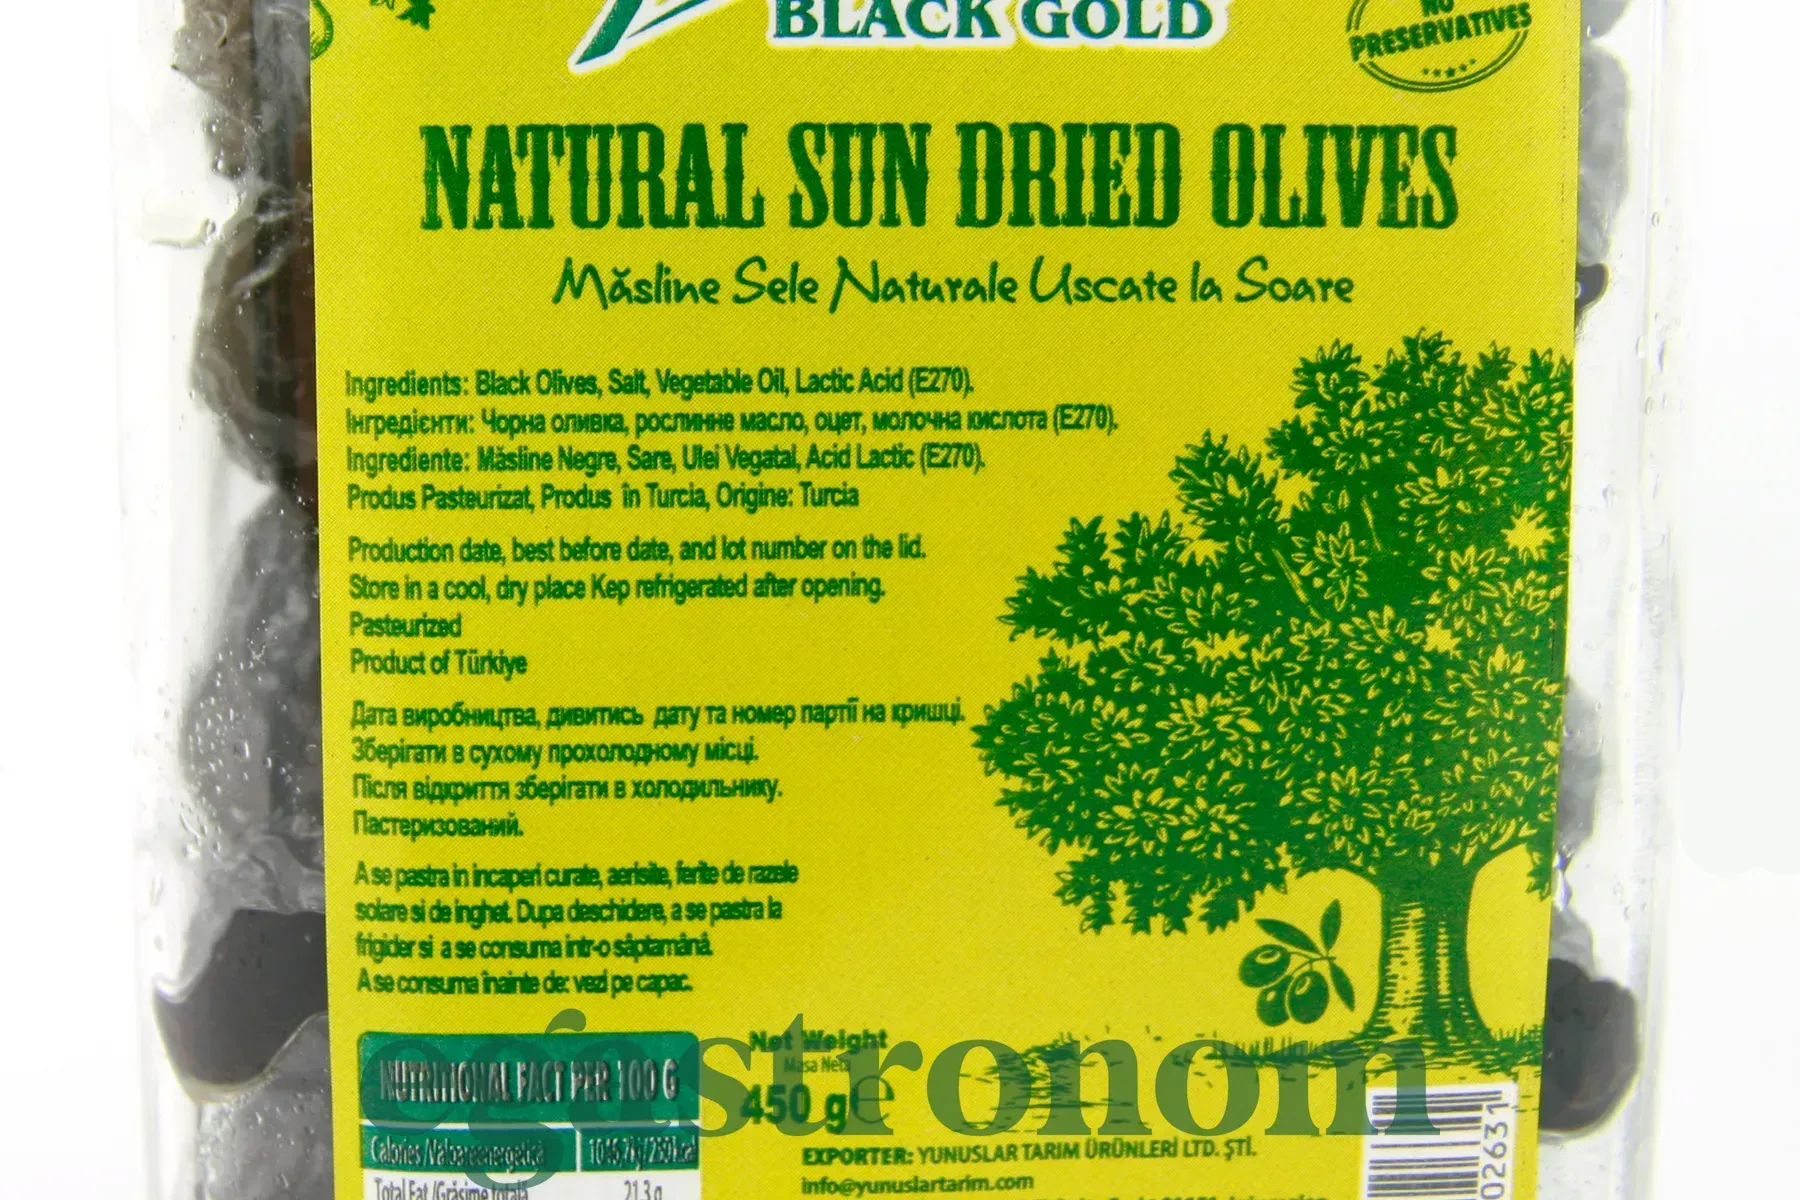 BLACK GOLD
NO
PRESERVATIVES
NATURAL SUN DRIED OLIVES
Măsline Sele Naturale Uscate la Soare
Ingredients: Black Olives, Salt, Vegetable Oil, Lactic Acid (E270).
Інгредієнти: Чорна оливка, рослинне масло, оцет, молочна кислота (E270).
Ingrediente: Măsline Negre, Sare, Ulei Vegatal, Acid Lactic (E270).
Produs Pasteurizat, Produs în Turcia, Origine: Turcia
Production date, best before date, and lot number on the lid.
Store in a cool, dry place Kep refrigerated after opening.
Pasteurized
Product of Türkiye
Дата виробництва, дивитись дату та номер партії на кришці.
Зберігати в сухому прохолодному місці.
Після відкриття зберігати в холодильнику.
Пастеризований.
A se pastra in incaperi curate, aerisite, ferite de razele
solare si de inghet. Dupa deschidere, a se pastra la
frigider si a se consuma intr-o săptamână.
A se consuma înainte de: vezi pe capac.
NUTRITIONAL FACT PER 100 G
Calories
Total Fat /Grăsime totală 21.3 g
Net Weight
Masa Netă
450 g e
egastronom
EXPORTER: YUNUSLAR TARIM ÜRÜNLERİ LTD. ŞTİ.
info@yunuslartarim.com
02631